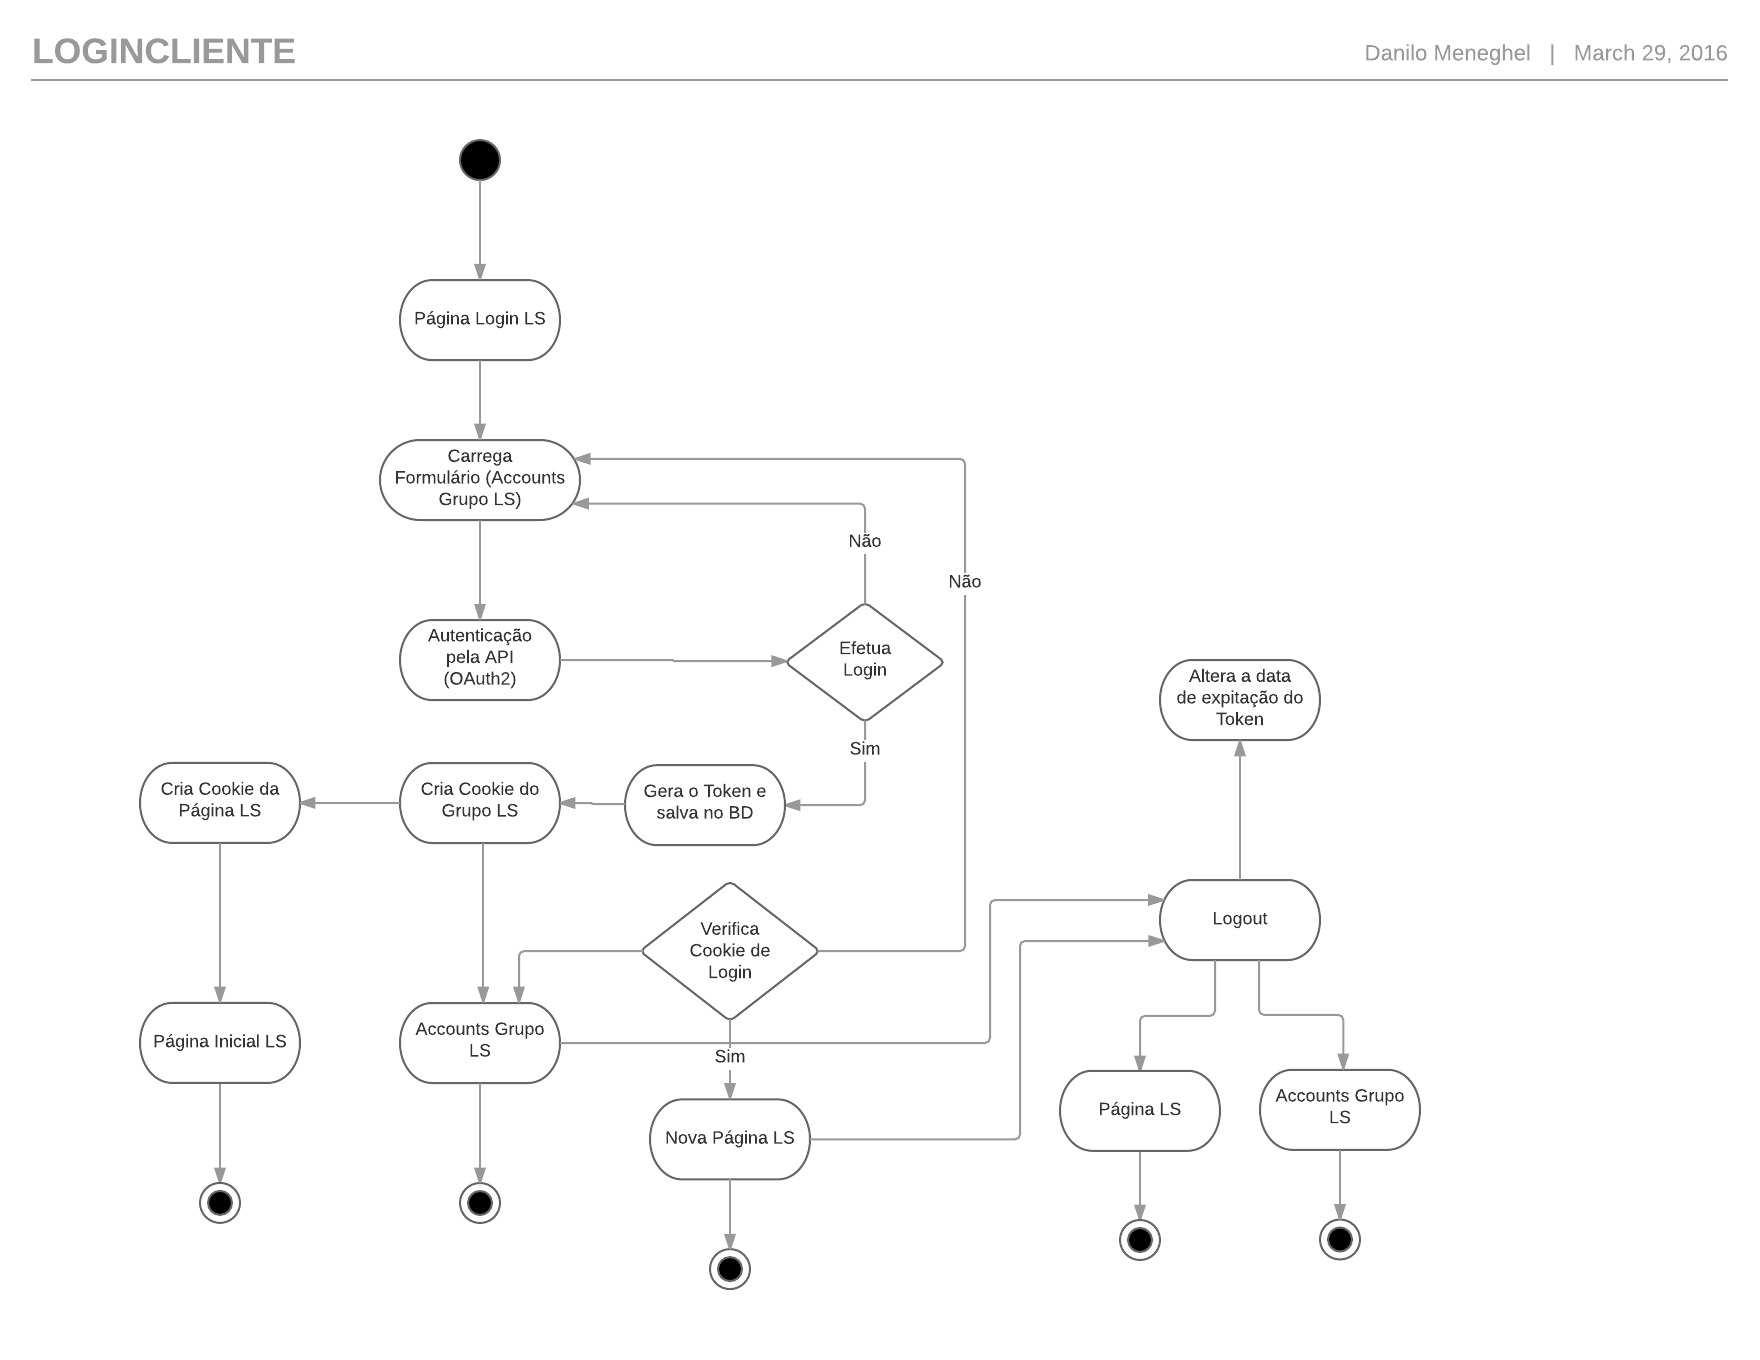 LOGINCLIENTE
Danilo Meneghel | March 29, 2016
Página Login LS
Carrega
Formulário (Accounts
Grupo LS)
Não
Não
Autenticação
pela API
(OAuth2)
Efetua
Login
Sim
Altera a data
de expitação do
Token
Cria Cookie da
Página LS
Cria Cookie do
Grupo LS
Gera o Token e
salva no BD
Verifica
Cookie de
Login
Logout
Página Inicial LS
Accounts Grupo
LS
Sim
Nova Página LS
Página LS
Accounts Grupo
LS